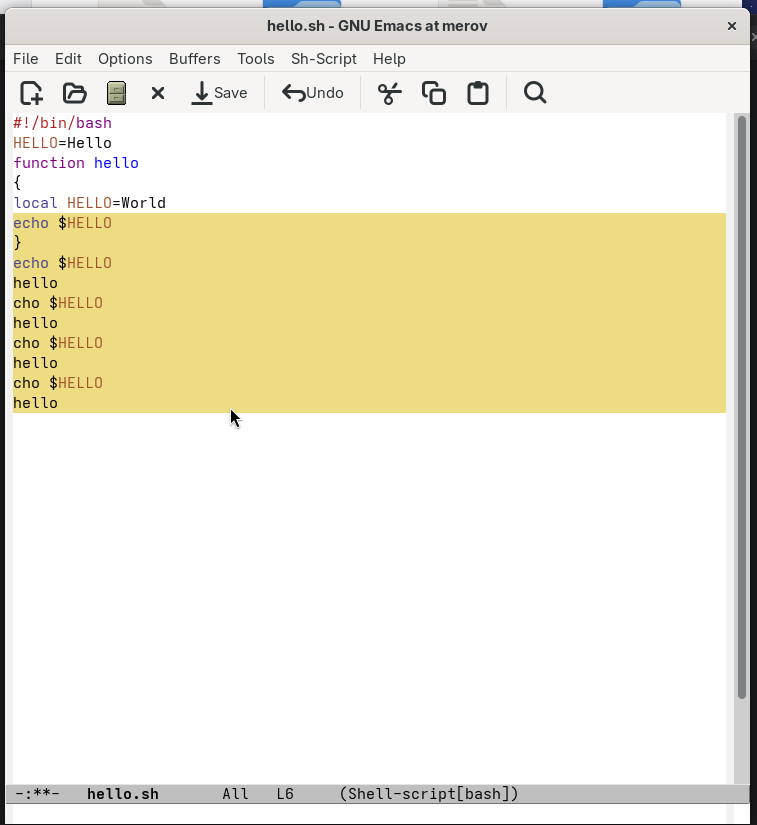 hello.sh - GNU Emacs at merov
File Edit Options Buffers Tools Sh-Script Help
Save Undo
#!/bin/bash
HELLO=Hello
function hello
{
local HELLO=World
echo $HELLO
}
echo $HELLO
hello
cho $HELLO
hello
cho $HELLO
hello
cho $HELLO
hello
-:**- hello.sh All L6 (Shell-script[bash])